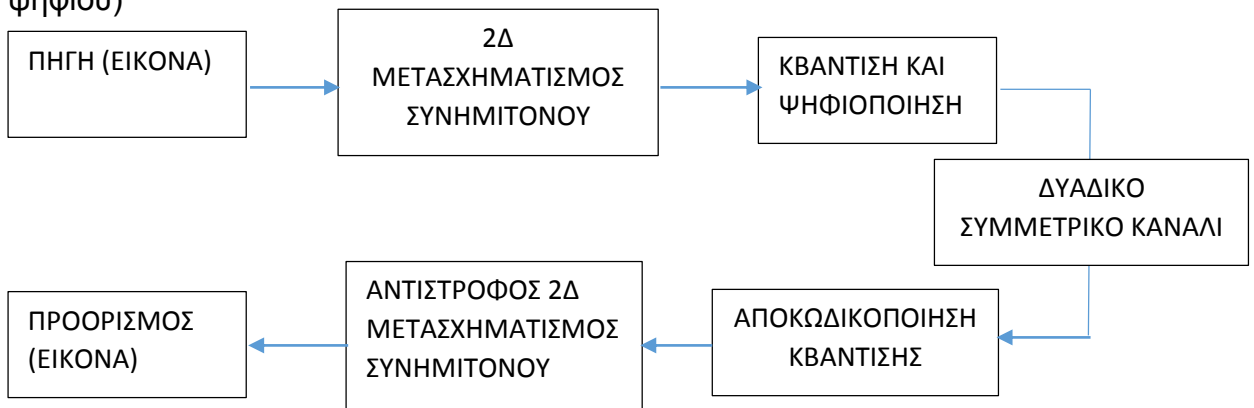 ψηφίου)
ΠΗΓΗ (ΕΙΚΟΝΑ)
2Δ
ΜΕΤΑΣΧΗΜΑΤΙΣΜΟΣ
ΣΥΝΗΜΙΤΟΝΟΥ
ΚΒΑΝΤΙΣΗ ΚΑΙ
ΨΗΦΙΟΠΟΙΗΣΗ
ΔΥΑΔΙΚΟ
ΣΥΜΜΕΤΡΙΚΟ ΚΑΝΑΛΙ
ΑΠΟΚΩΔΙΚΟΠΟΙΗΣΗ
ΚΒΑΝΤΙΣΗΣ
ΑΝΤΙΣΤΡΟΦΟΣ 2Δ
ΜΕΤΑΣΧΗΜΑΤΙΣΜΟΣ
ΣΥΝΗΜΙΤΟΝΟΥ
ΠΡΟΟΡΙΣΜΟΣ
(ΕΙΚΟΝΑ)